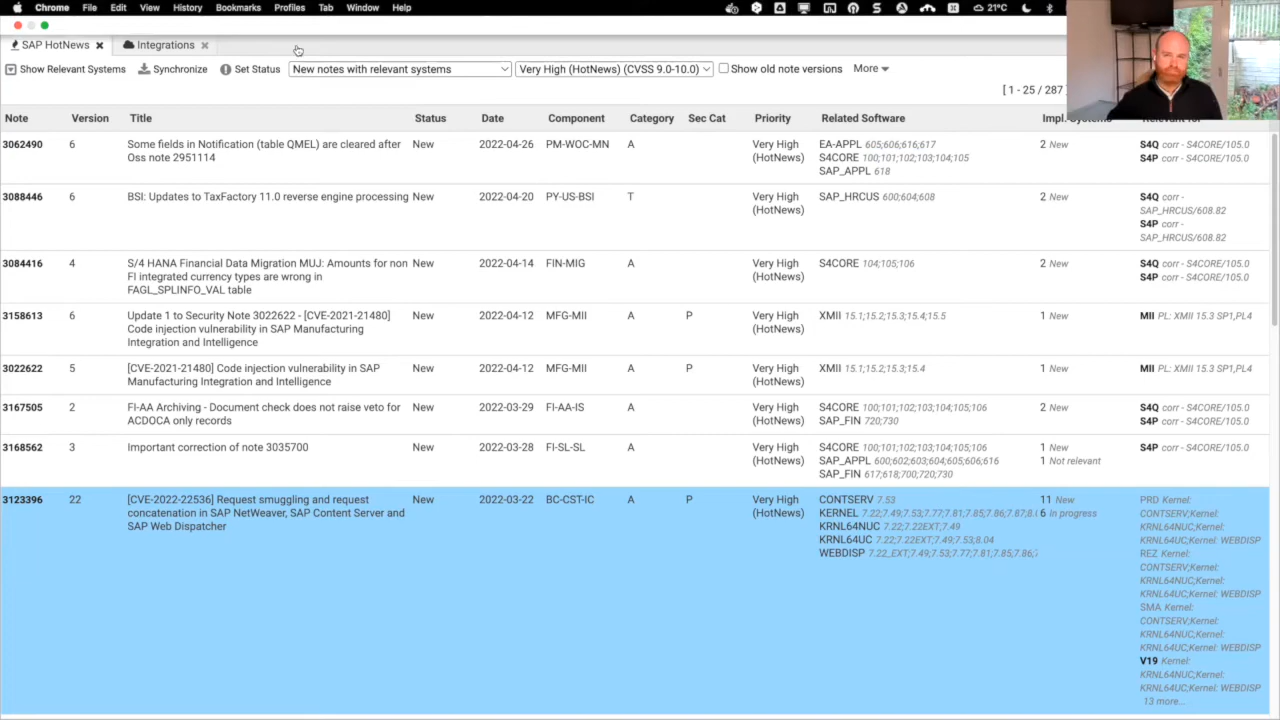 Chrome File Edit View History Bookmarks Profiles Tab Window Help 21°C
SAP HotNews Integrations
Show Relevant Systems Synchronize Set Status New notes with relevant systems Very High (HotNews) (CVSS 9.0-10.0) Show old note versions More
[ 1 - 25 / 287
Note Version Title Status Date Component Category Sec Cat Priority Related Software
3062490 6 Some fields in Notification (table QMEL) are cleared after New 2022-04-26 PM-WOC-MN A Very High EA-APPL 605;606;616;617 2 New S4Q corr - S4CORE/105.0
Oss note 2951114 (HotNews) S4CORE 100;101;102;103;104;105 S4P corr - S4CORE/105.0
SAP_APPL 618
3088446 6 BSI: Updates to TaxFactory 11.0 reverse engine processing New 2022-04-20 PY-US-BSI T Very High SAP_HRCUS 600;604;608 2 New S4Q corr -
(HotNews) SAP_HRCUS/608.82
S4P corr -
SAP_HRCUS/608.82
3084416 4 S/4 HANA Financial Data Migration MUJ: Amounts for non New 2022-04-14 FIN-MIG A Very High S4CORE 104;105;106 2 New S4Q corr - S4CORE/105.0
FI integrated currency types are wrong in (HotNews) S4P corr - S4CORE/105.0
FAGL_SPLINFO_VAL table
3158613 6 Update 1 to Security Note 3022622 - [CVE-2021-21480] New 2022-04-12 MFG-MII A P Very High XMII 15.1;15.2;15.3;15.4;15.5 1 New MII PL: XMII 15.3 SP1,PL4
Code injection vulnerability in SAP Manufacturing (HotNews)
Integration and Intelligence
3022622 5 [CVE-2021-21480] Code injection vulnerability in SAP New 2022-04-12 MFG-MII A P Very High XMII 15.1;15.2;15.3;15.4 1 New MII PL: XMII 15.3 SP1,PL4
Manufacturing Integration and Intelligence (HotNews)
3167505 2 FI-AA Archiving - Document check does not raise veto for New 2022-03-29 FI-AA-IS A Very High S4CORE 100;101;102;103;104;105;106 2 New S4Q corr - S4CORE/105.0
ACDOCA only records (HotNews) SAP_FIN 720;730 S4P corr - S4CORE/105.0
3168562 3 Important correction of note 3035700 New 2022-03-28 FI-SL-SL A Very High S4CORE 100;101;102;103;104;105;106 1 New S4P corr - S4CORE/105.0
(HotNews) SAP_APPL 600;602;603;604;605;606;616 1 Not relevant
SAP_FIN 617;618;700;720;730
3123396 22 [CVE-2022-22536] Request smuggling and request New 2022-03-22 BC-CST-IC A P Very High CONTSERV 7.53 11 New PRD Kernel:
concatenation in SAP NetWeaver, SAP Content Server and (HotNews) KERNEL 7.22;7.49;7.53;7.77;7.81;7.85;7.86;7.87;8.( 6 In progress CONTSERV;Kernel:
SAP Web Dispatcher KRNL64NUC 7.22;7.22EXT;7.49 KRNL64NUC;Kernel:
KRNL64UC 7.22;7.22EXT;7.49;7.53;8.04 KRNL64UC;Kernel: WEBDISP
WEBDISP 7.22_EXT;7.49;7.53;7.77;7.81;7.85;7.86; REZ Kernel:
CONTSERV;Kernel:
KRNL64NUC;Kernel:
KRNL64UC;Kernel: WEBDISP
SMA Kernel:
CONTSERV;Kernel:
KRNL64NUC;Kernel:
KRNL64UC;Kernel: WEBDISP
V19 Kernel:
KRNL64NUC;Kernel:
KRNL64UC;Kernel: WEBDISP
13 more...